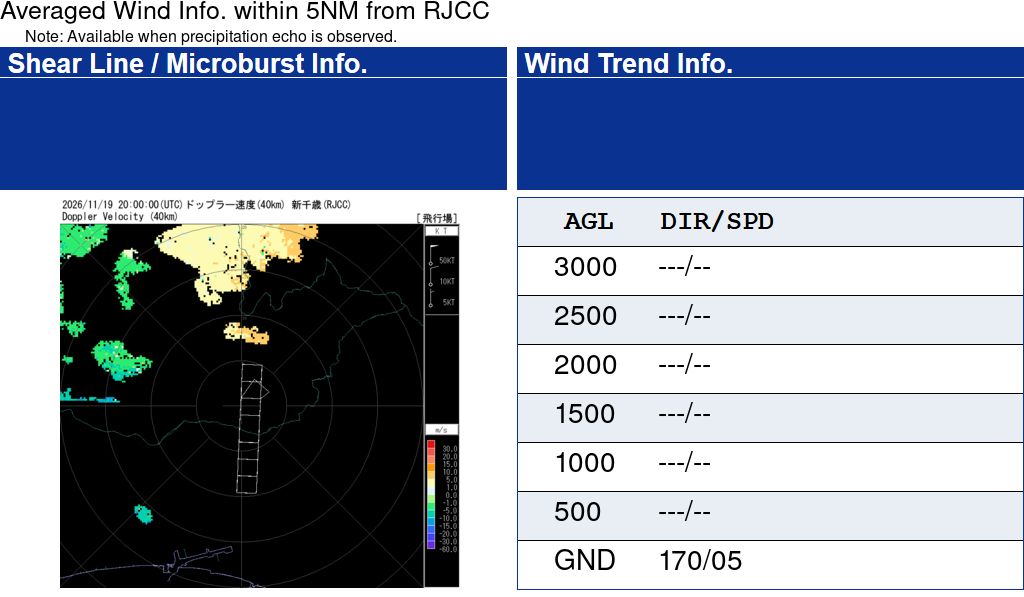 Averaged Wind Info. within 5NM from RJCC
Note: Available when precipitation echo is observed.
Shear Line / Microburst Info.
Wind Trend Info.
2026/11/19 20:00:00(UTC) ドップラー速度(40km) 新千歳(RJCC)
Doppler Velocity (40km)
[飛行場]
KT
50KT
10KT
5KT
m/s
30.0
20.0
15.0
10.0
5.0
1.0
0.0
-1.0
-5.0
-10.0
-15.0
-20.0
-30.0
-60.0
AGL DIR/SPD
3000 ---/--
2500 ---/--
2000 ---/--
1500 ---/--
1000 ---/--
500 ---/--
GND 170/05